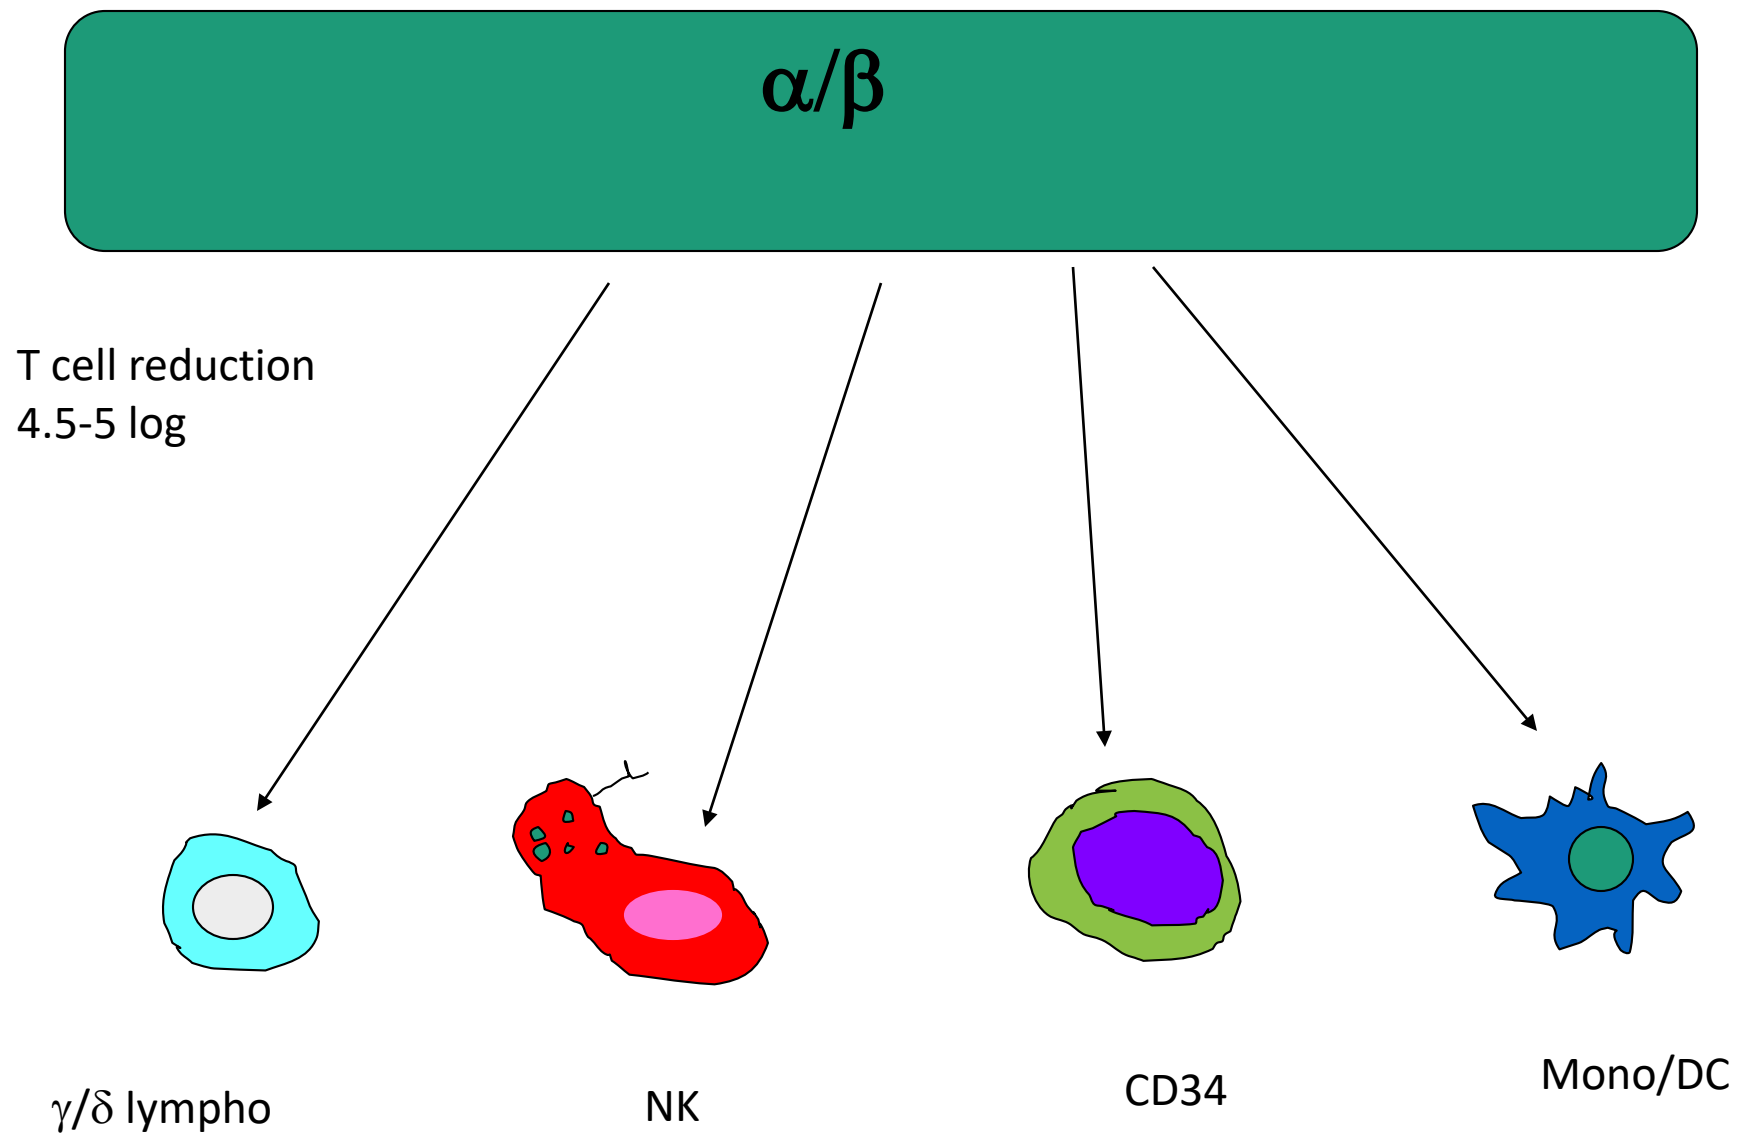 α/β
T cell reduction
4.5-5 log
γ/δ lympho
NK
CD34
Mono/DC